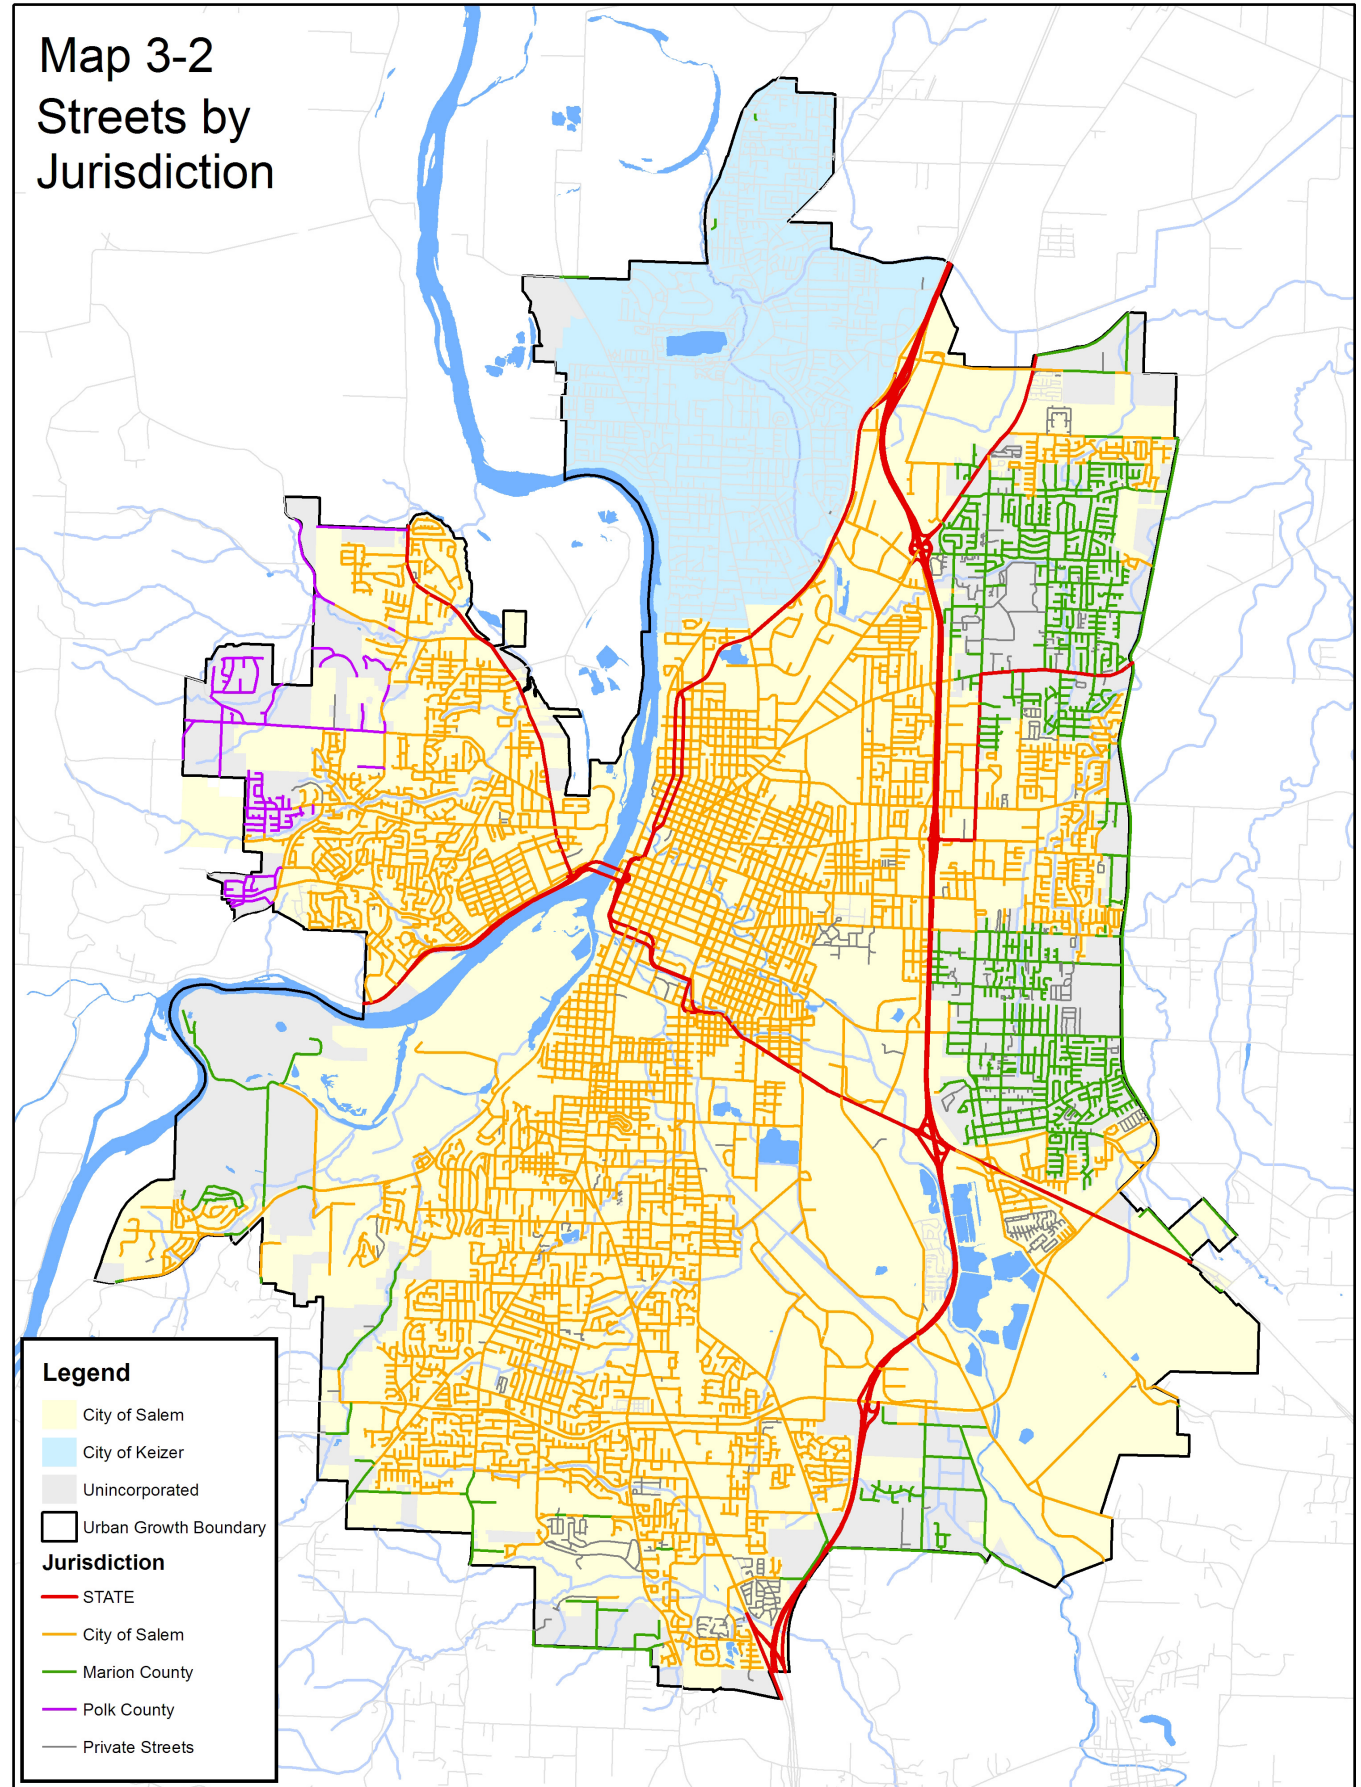 Map 3-2
Streets by
Jurisdiction
Legend
City of Salem
City of Keizer
Unincorporated
Urban Growth Boundary
Jurisdiction
STATE
City of Salem
Marion County
Polk County
Private Streets